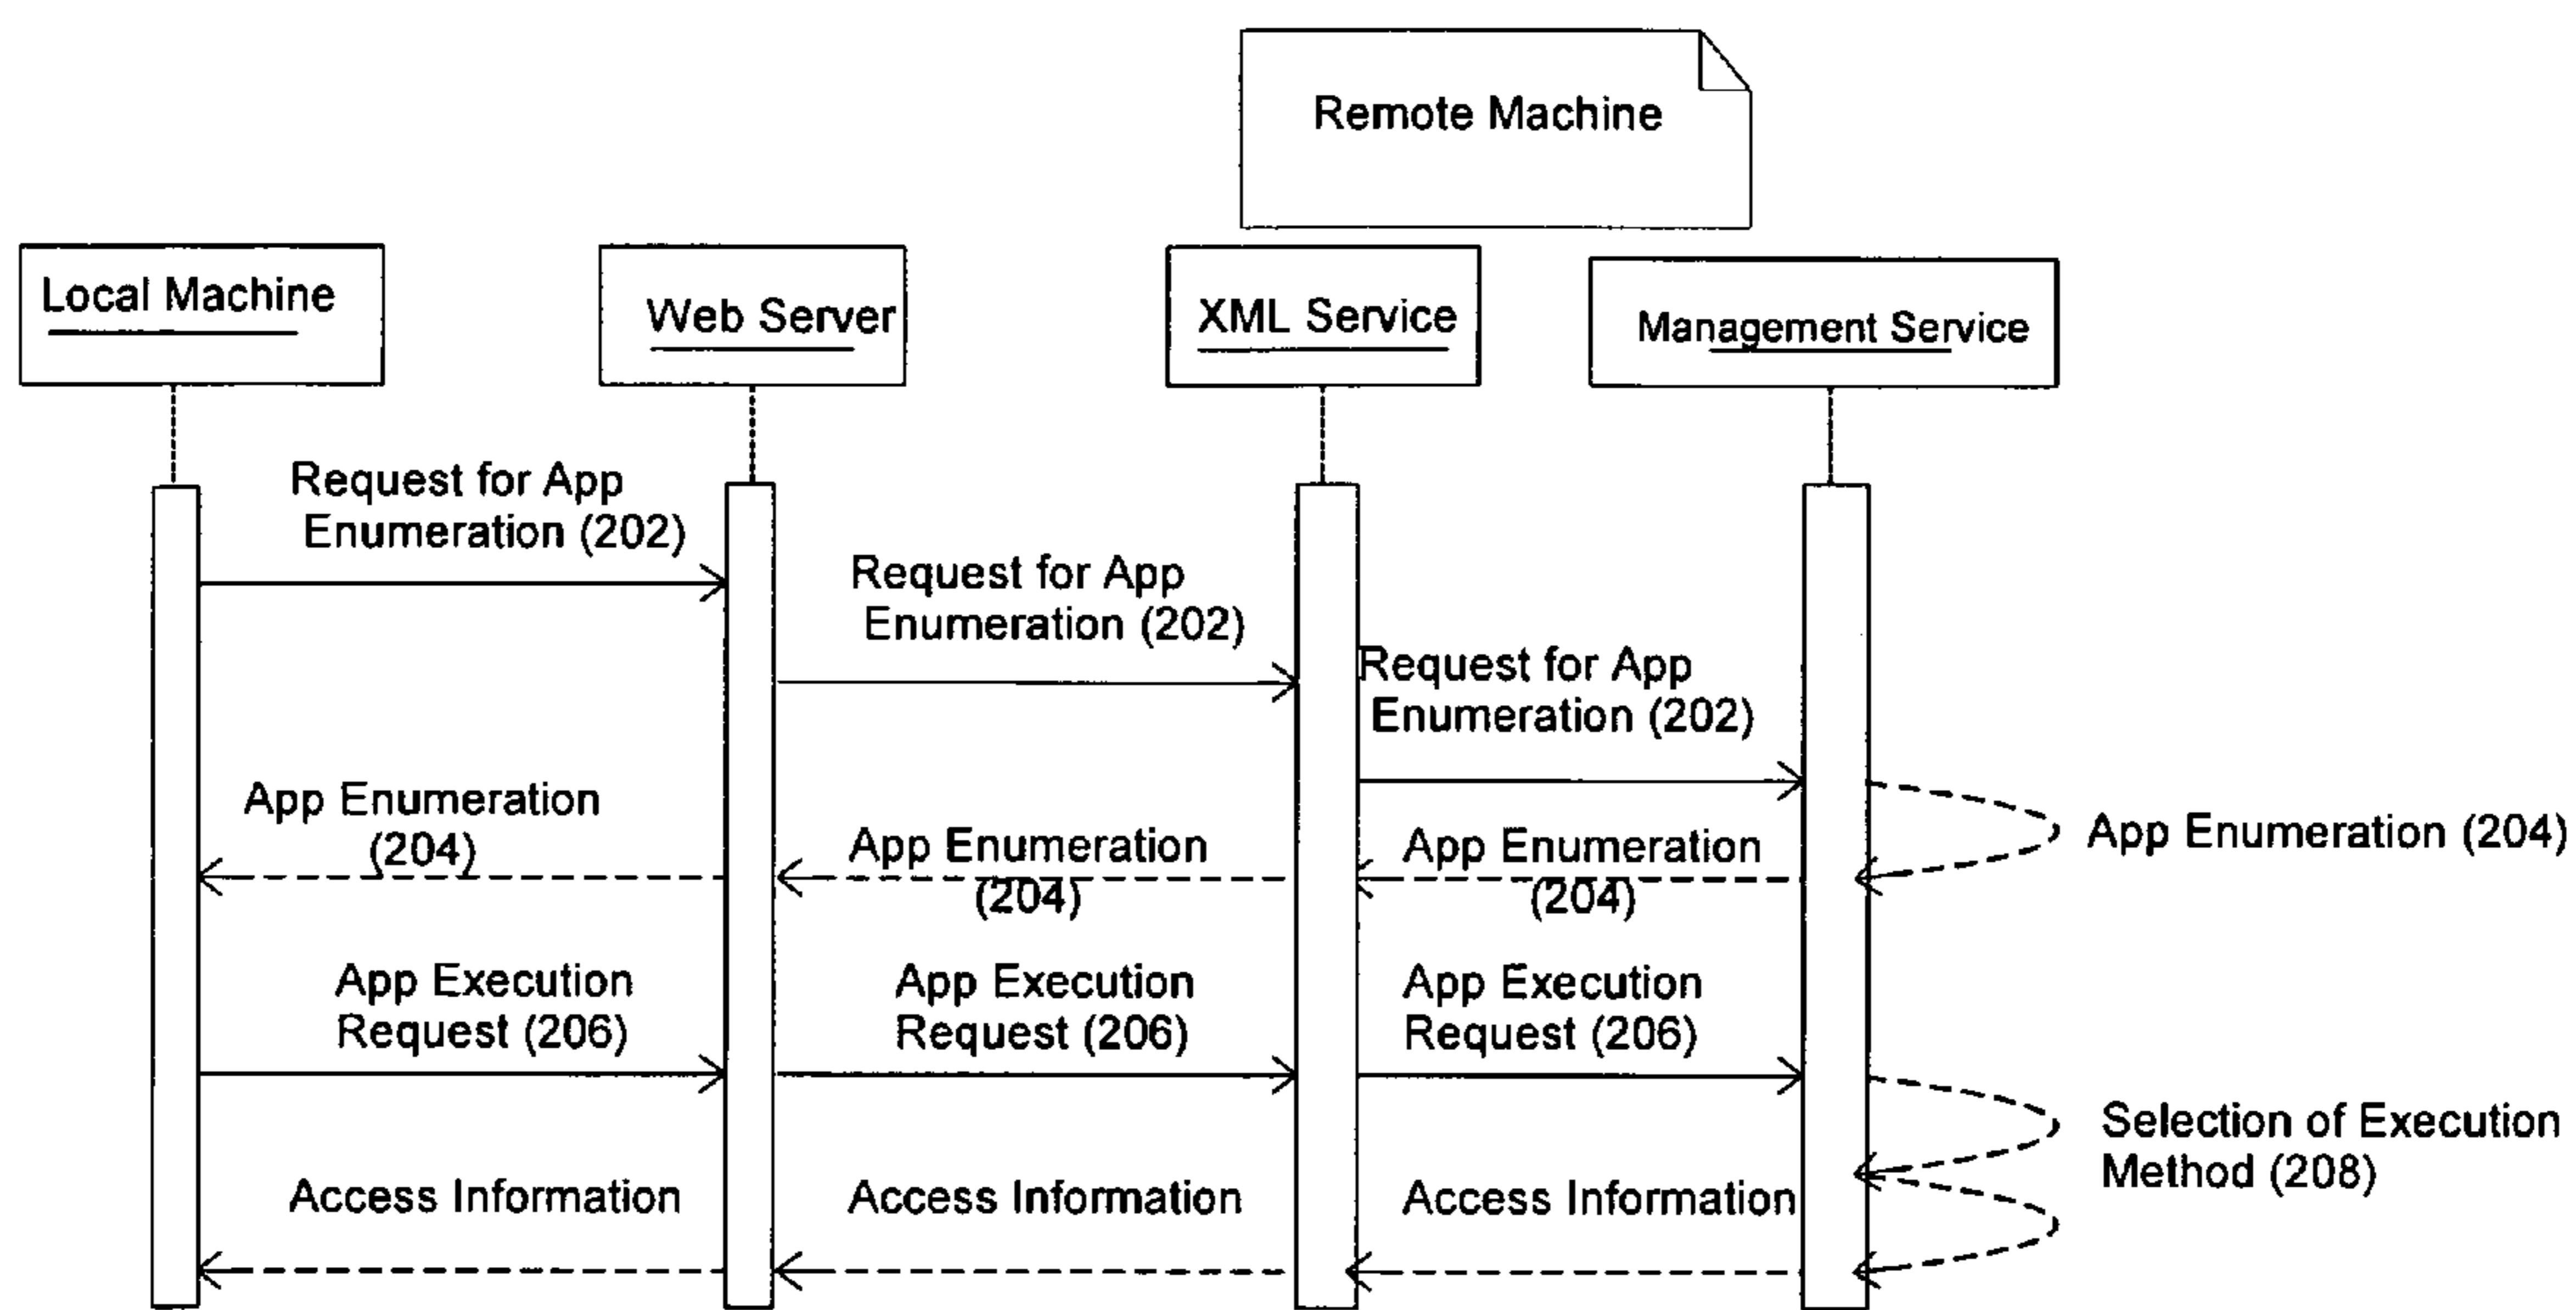 Remote Machine
Local Machine
Web Server
XML Service
Management Service
Request for App
Enumeration (202)
Request for App
Enumeration (202)
Request for App
Enumeration (202)
App Enumeration
(204)
App Enumeration
(204)
App Enumeration
(204)
App Enumeration (204)
App Execution
Request (206)
App Execution
Request (206)
App Execution
Request (206)
Selection of Execution
Method (208)
Access Information
Access Information
Access Information